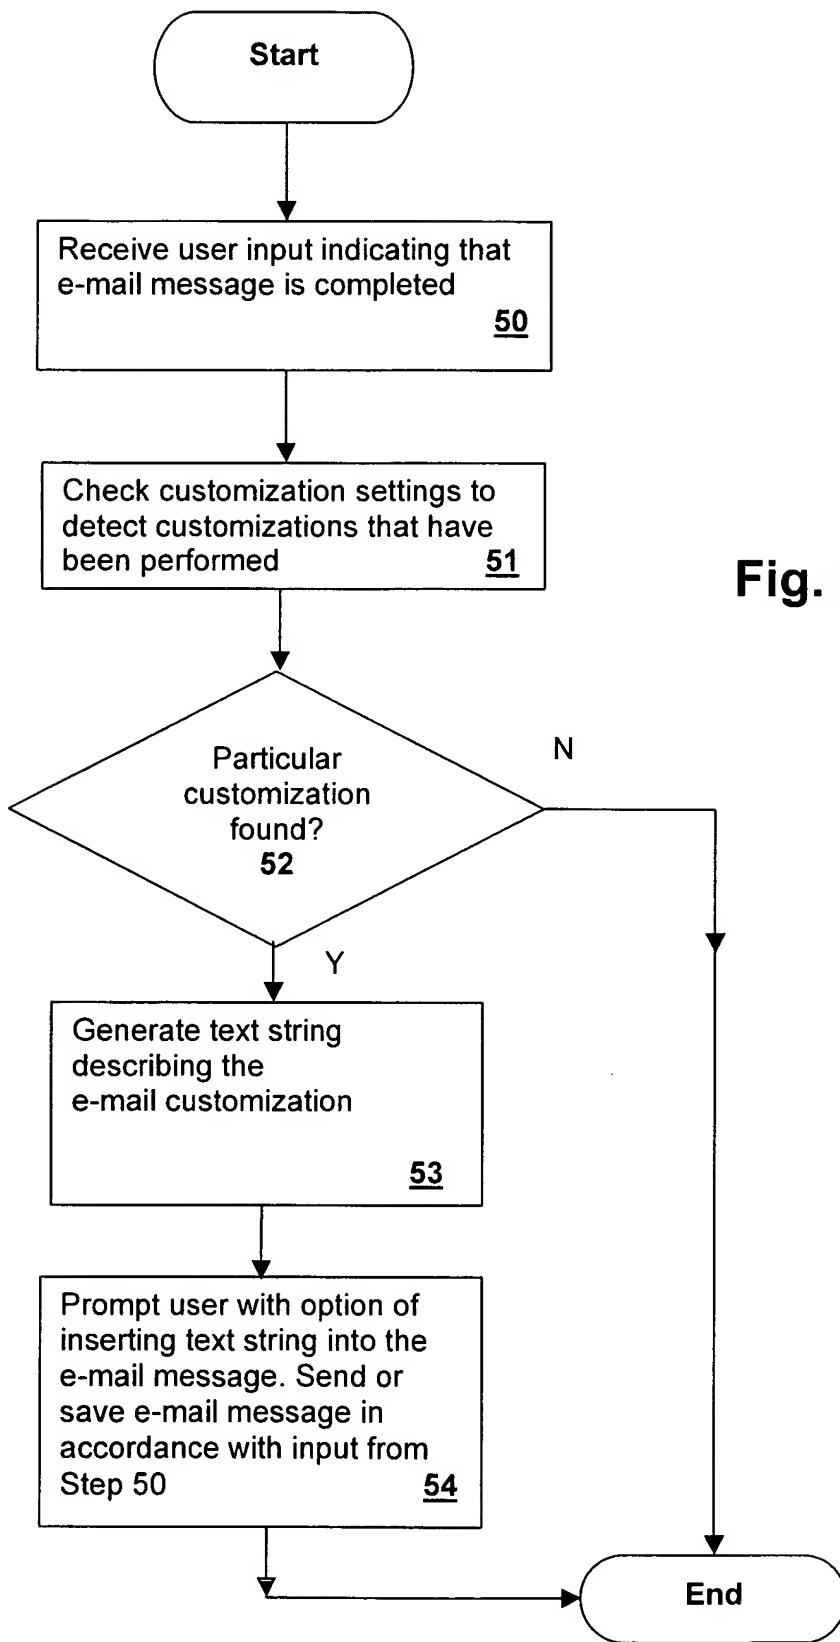 Start
Receive user input indicating that
e-mail message is completed
50
Check customization settings to
detect customizations that have
been performed 51
Fig.
Particular
customization
found?
52
N
Y
Generate text string
describing the
e-mail customization
53
Prompt user with option of
inserting text string into the
e-mail message. Send or
save e-mail message in
accordance with input from
Step 50 54
End